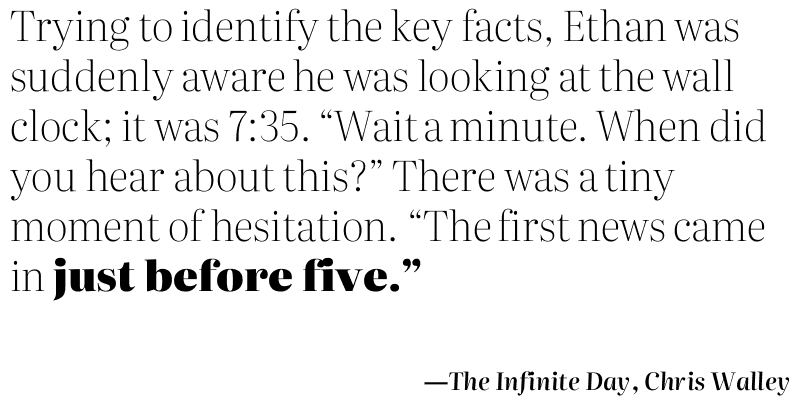 Trying to identify the key facts, Ethan was
suddenly aware he was looking at the wall
clock; it was 7:35. “Wait a minute. When did
you hear about this?” There was a tiny
moment of hesitation. “The first news came
in just before five.”
—The Infinite Day, Chris Walley